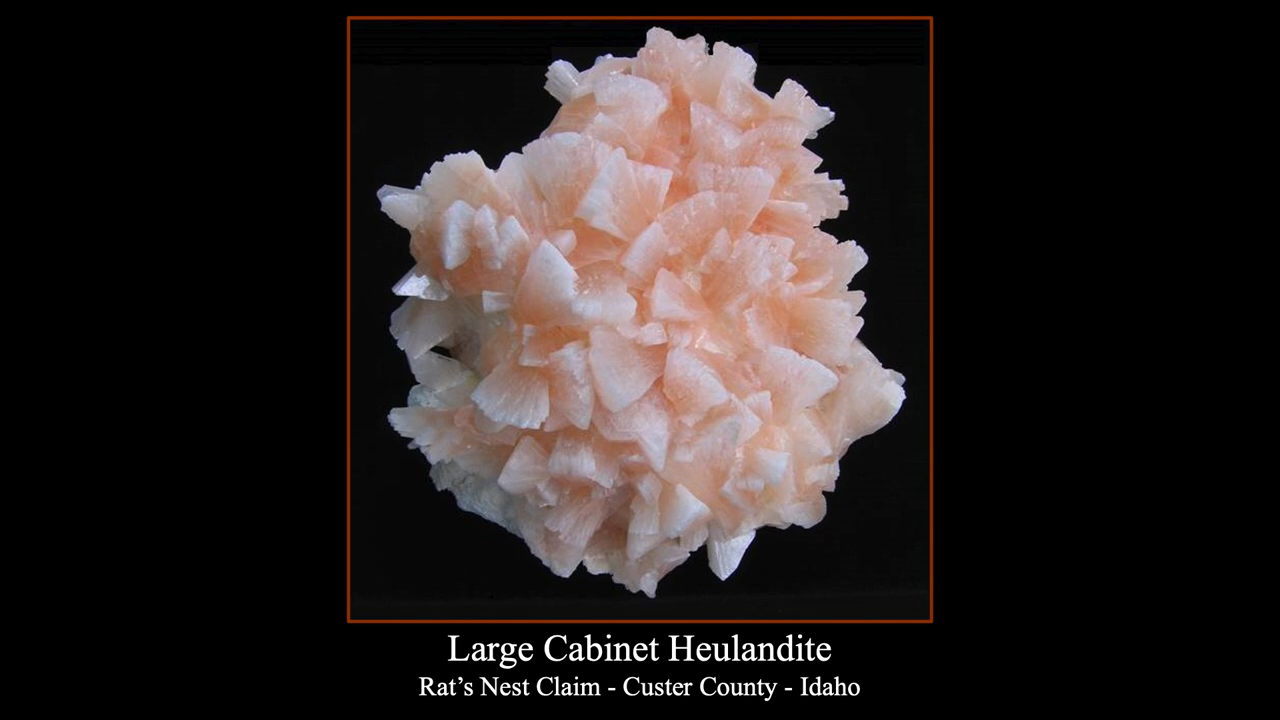 Large Cabinet Heulandite
Rat’s Nest Claim - Custer County - Idaho